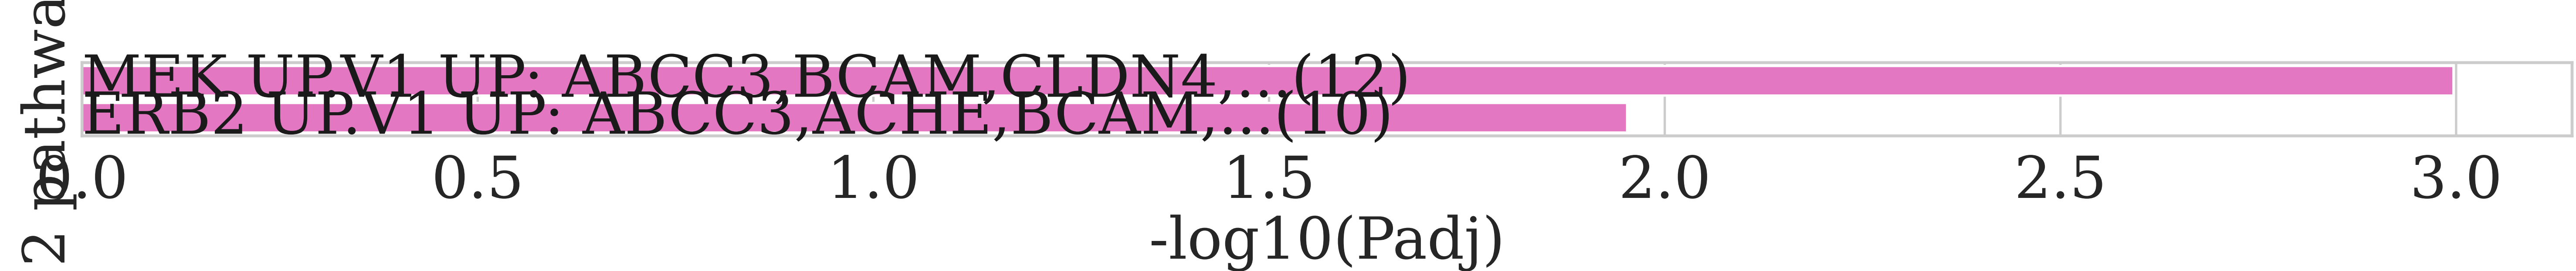 2 pathwa
MEK UP.V1 UP: ABCC3,BCAM,CLDN4,...(12)
ERB2 UP.V1 UP: ABCC3,ACHE,BCAM,...(10)
0.0 0.5 1.0 1.5 2.0 2.5 3.0
-log10(Padj)